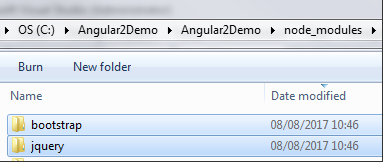 OS (C:) ▸ Angular2Demo ▸ Angular2Demo ▸ node_modules ▸
Burn New folder
Name Date modified
bootstrap 08/08/2017 10:46
jquery 08/08/2017 10:46